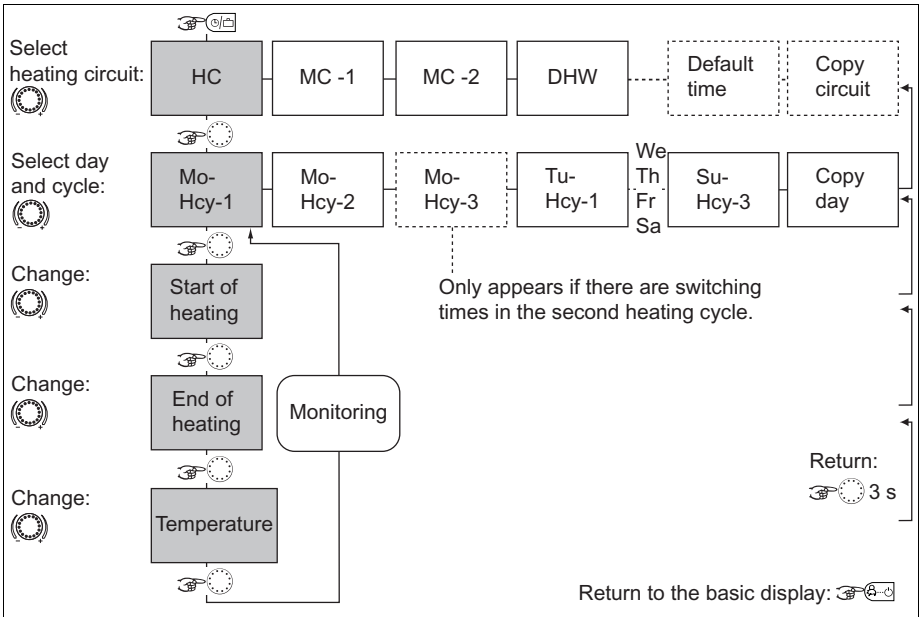 Select
heating circuit:
HC
MC -1
MC -2
DHW
Default
time
Copy
circuit
Select day
and cycle:
Mo-
Hcy-1
Mo-
Hcy-2
Mo-
Hcy-3
Tu-
Hcy-1
We
Th
Fr
Sa
Su-
Hcy-3
Copy
day
Change:
Start of
heating
Only appears if there are switching
times in the second heating cycle.
Change:
End of
heating
Monitoring
Change:
Temperature
Return:
3 s
Return to the basic display: